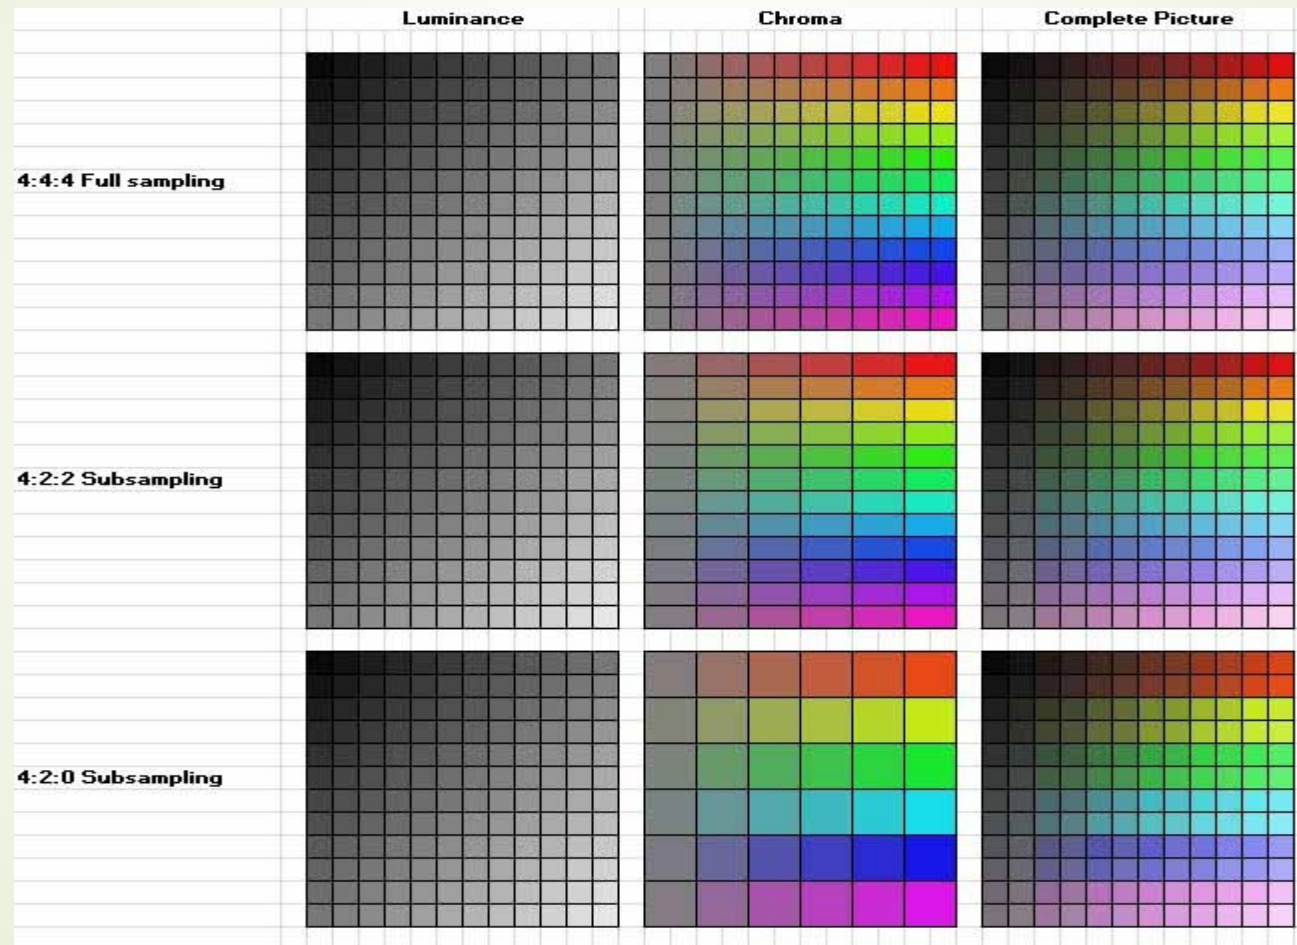 Luminance
Chroma
Complete Picture
4:4:4 Full sampling
4:2:2 Subsampling
4:2:0 Subsampling